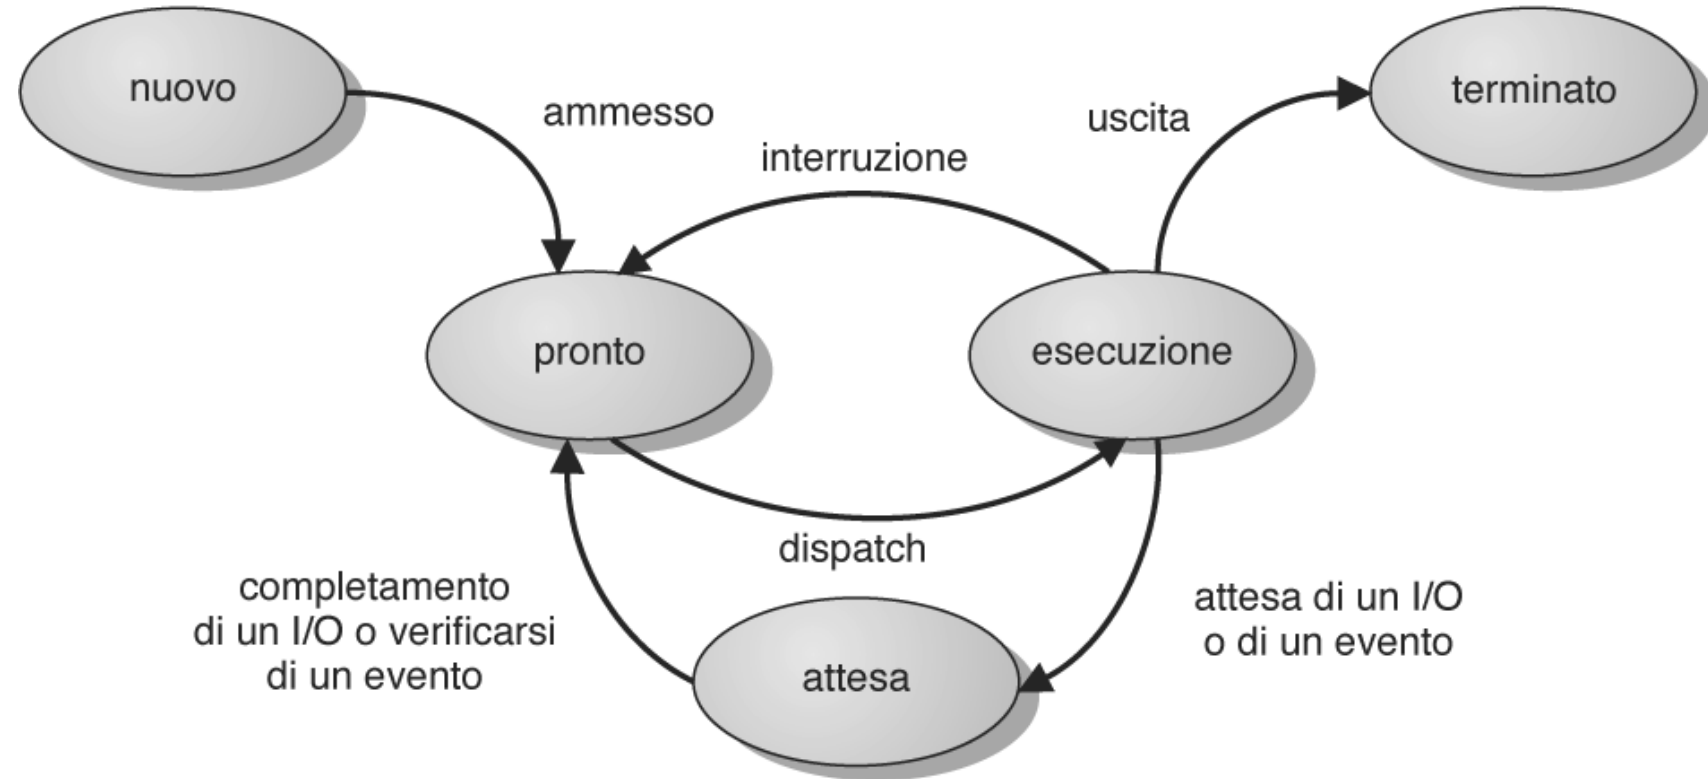 nuovo
ammesso
uscita
terminato
interruzione
pronto
esecuzione
dispatch
completamento
di un I/O o verificarsi
di un evento
attesa
attesa di un I/O
o di un evento